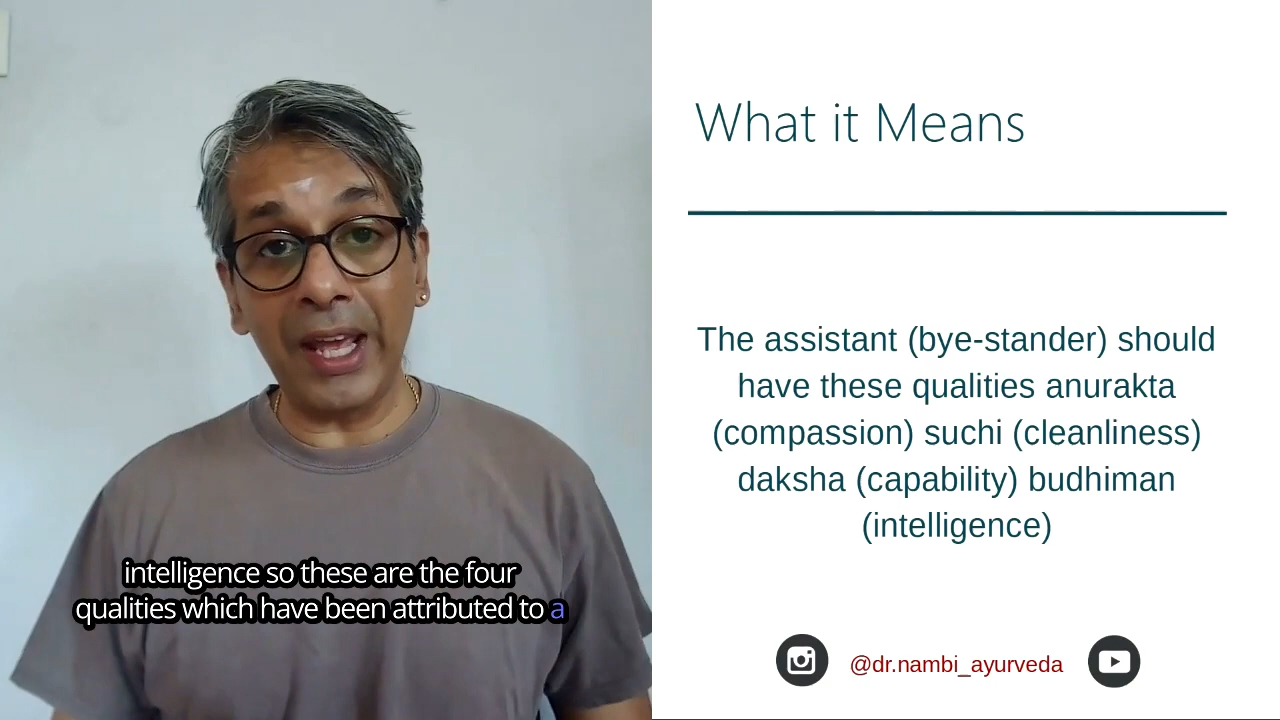 What it Means
The assistant (bye-stander) should
have these qualities anurakta
(compassion) suchi (cleanliness)
daksha (capability) budhiman
(intelligence)
intelligence so these are the four
qualities which have been attributed to a
@dr.nambi_ayurveda